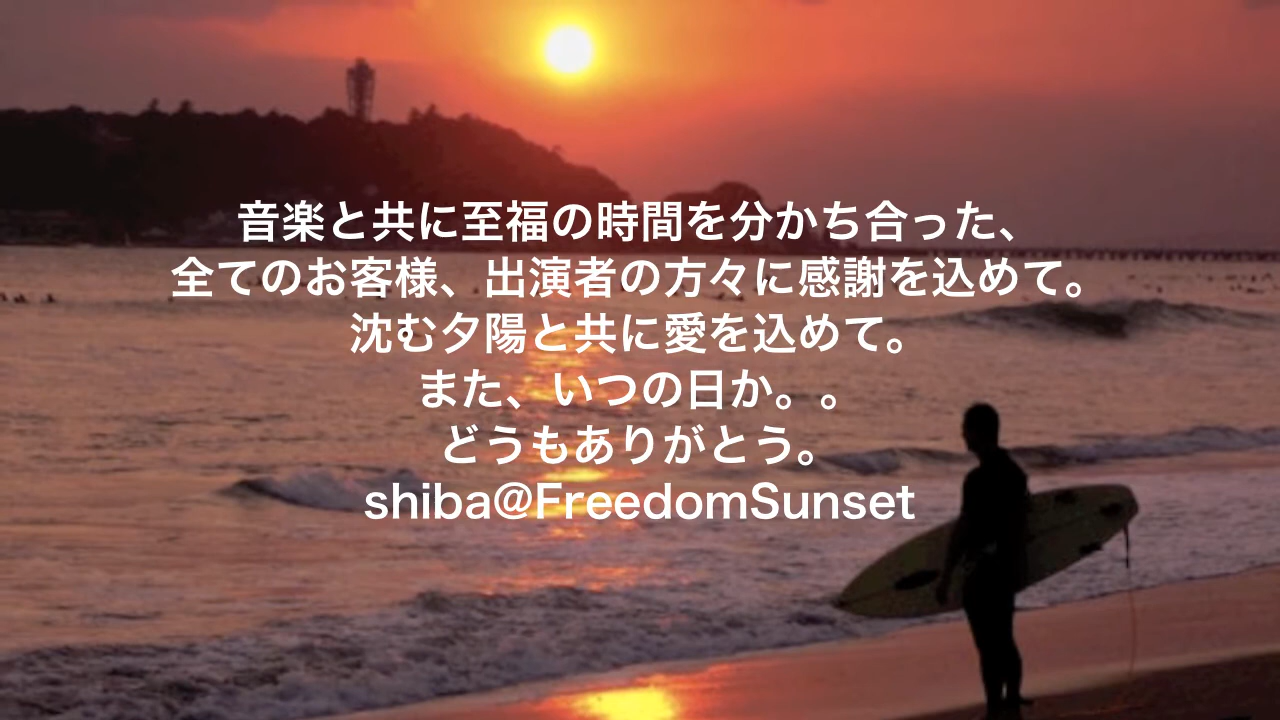 音楽と共に至福の時間を分かち合った、
全てのお客様、出演者の方々に感謝を込めて。
沈む夕陽と共に愛を込めて。
また、いつの日か。。
どうもありがとう。
shiba@FreedomSunset